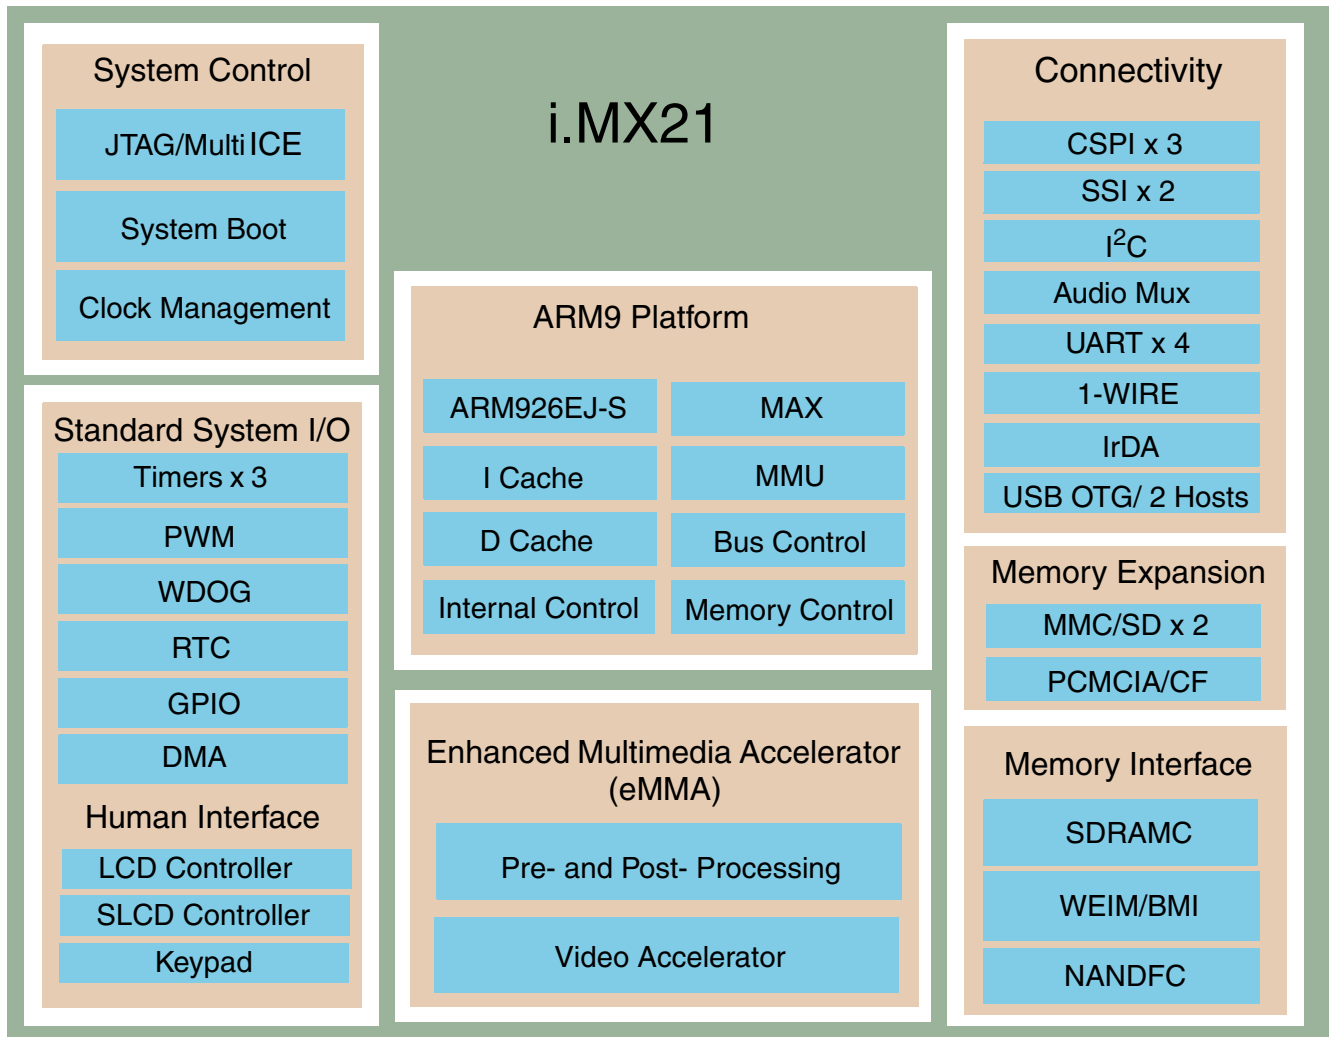 i.MX21
System Control
JTAG/Multi ICE
System Boot
Clock Management
Standard System I/O
Timers x 3
PWM
WDOG
RTC
GPIO
DMA
Human Interface
LCD Controller
SLCD Controller
Keypad
ARM9 Platform
ARM926EJ-S
MAX
I Cache
MMU
D Cache
Bus Control
Internal Control
Memory Control
Enhanced Multimedia Accelerator
(eMMA)
Pre- and Post- Processing
Video Accelerator
Connectivity
CSPI x 3
SSI x 2
I²C
Audio Mux
UART x 4
1-WIRE
IrDA
USB OTG/ 2 Hosts
Memory Expansion
MMC/SD x 2
PCMCIA/CF
Memory Interface
SDRAMC
WEIM/BMI
NANDFC